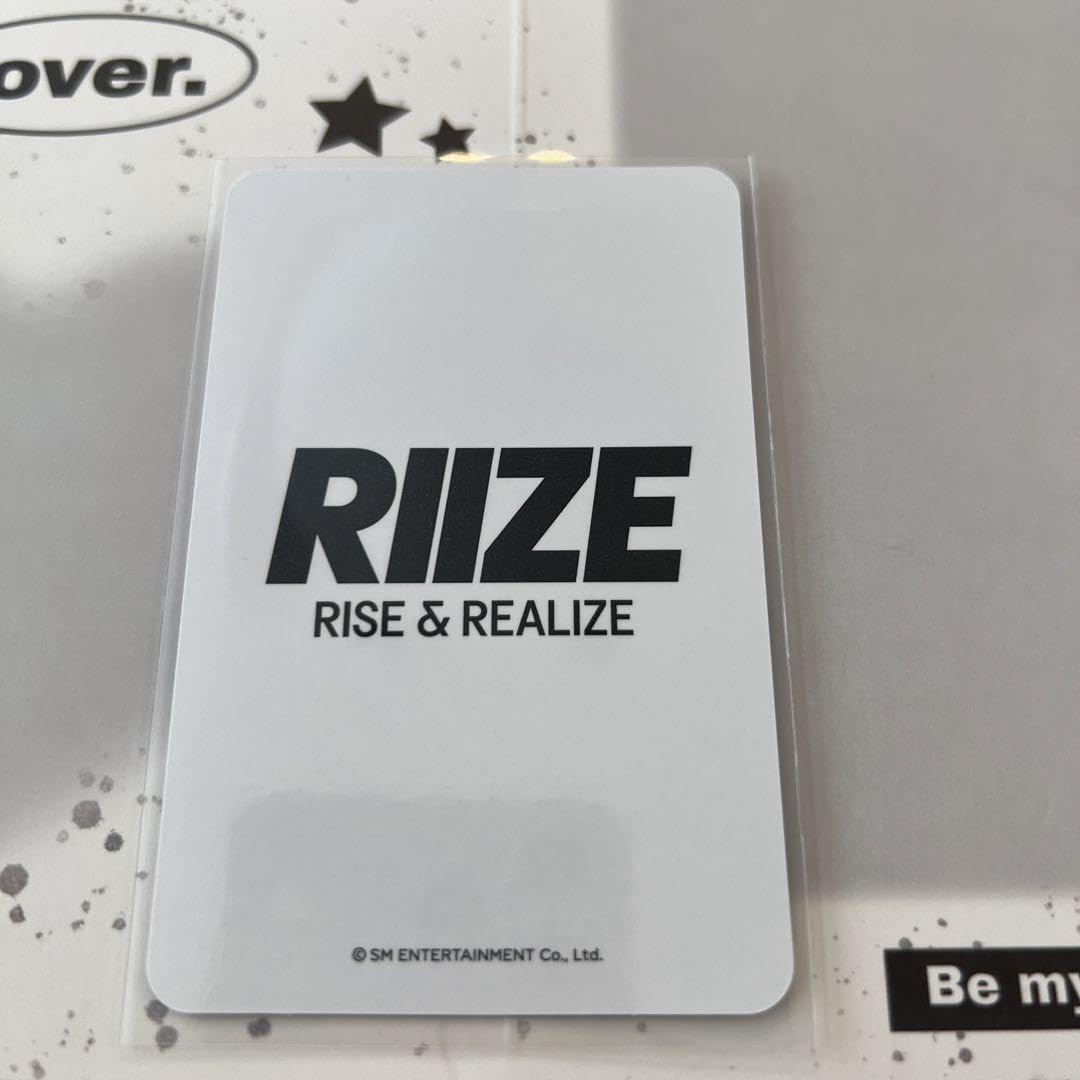 over.
RIIZE
RISE & REALIZE
© SM ENTERTAINMENT Co., Ltd.
Be my